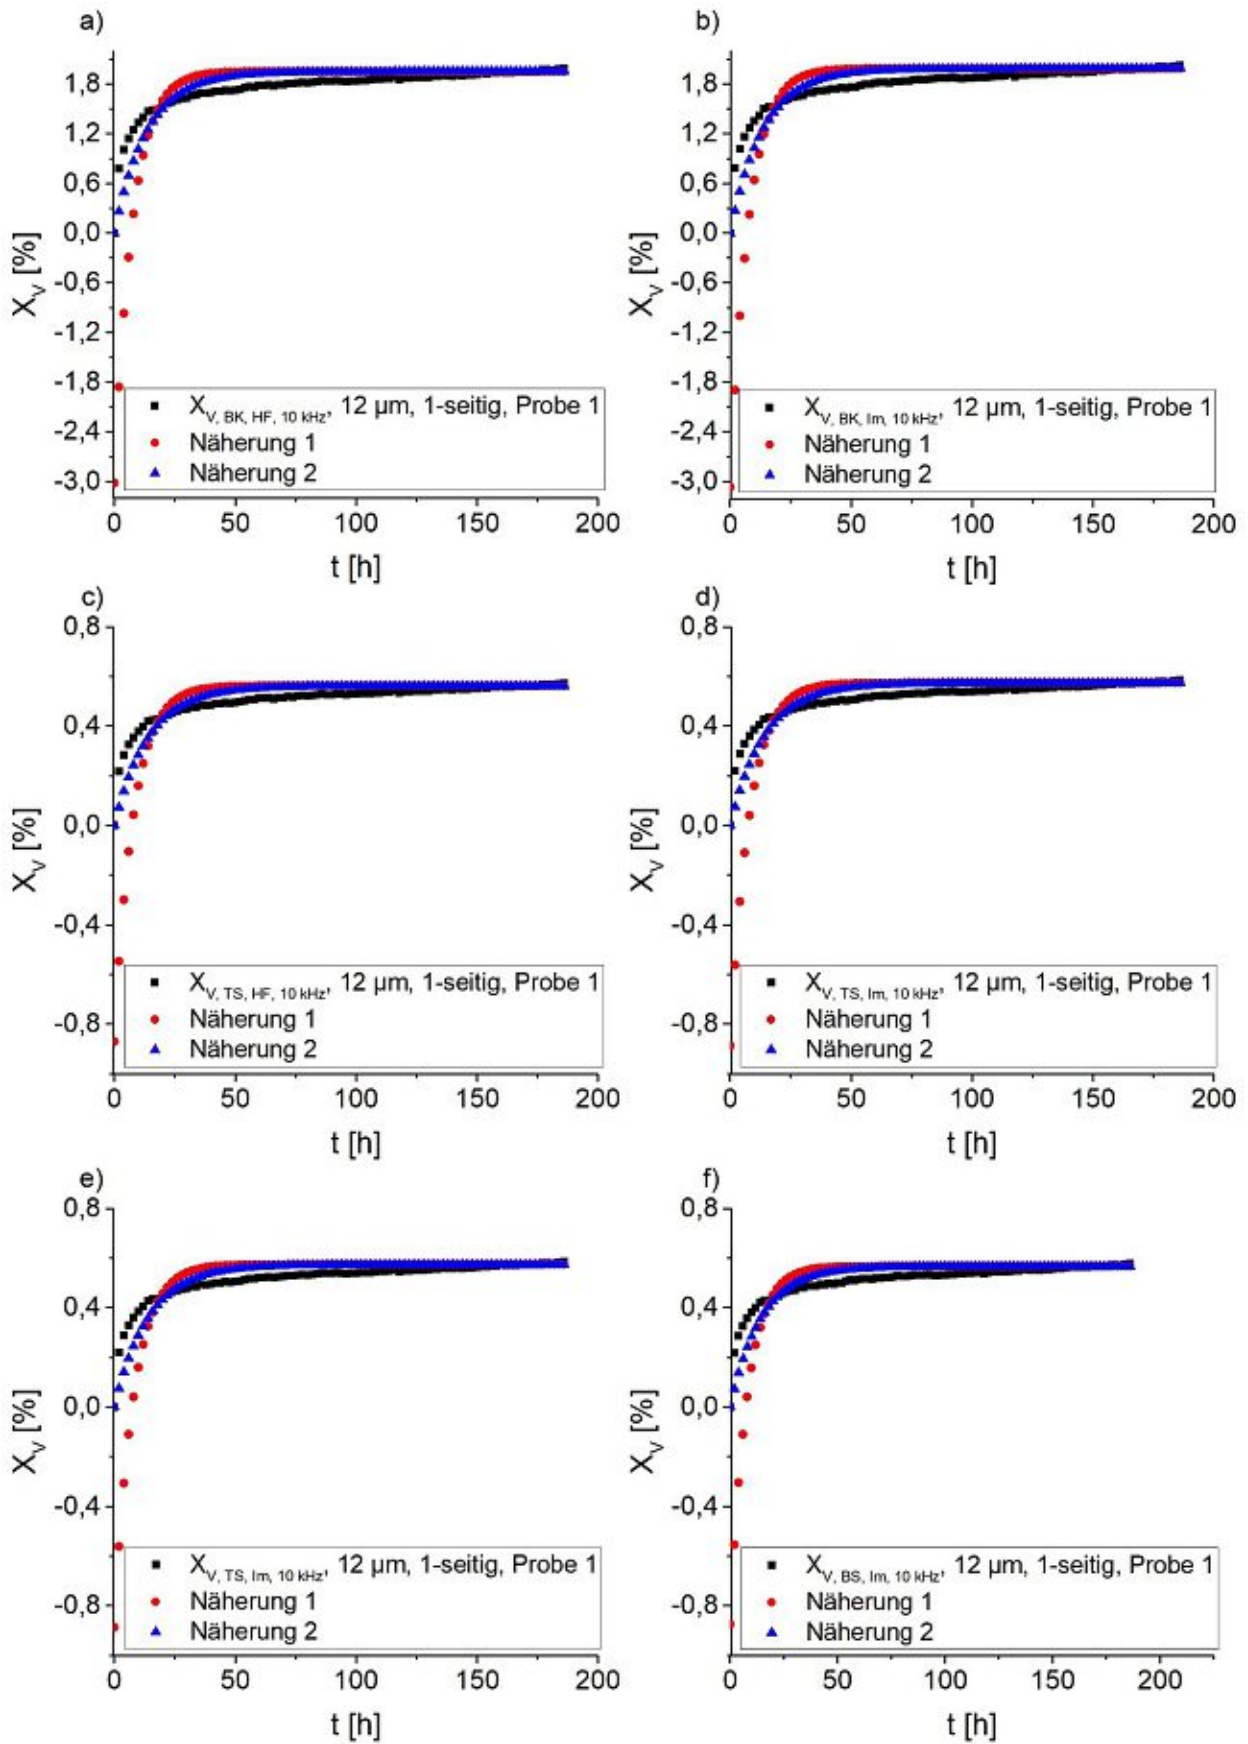 a)
1,8
1,2
0,6
0,0
-0,6
-1,2
-1,8
-2,4
-3,0
X_V [%]
X_V, BK, HF, 10 kHz, 12 µm, 1-seitig, Probe 1
Näherung 1
Näherung 2
0 50 100 150 200
t [h]
b)
1,8
1,2
0,6
0,0
-0,6
-1,2
-1,8
-2,4
-3,0
X_V [%]
X_V, BK, Im, 10 kHz, 12 µm, 1-seitig, Probe 1
Näherung 1
Näherung 2
0 50 100 150 200
t [h]
c)
0,8
0,4
0,0
-0,4
-0,8
X_V [%]
X_V, TS, HF, 10 kHz, 12 µm, 1-seitig, Probe 1
Näherung 1
Näherung 2
0 50 100 150 200
t [h]
d)
0,8
0,4
0,0
-0,4
-0,8
X_V [%]
X_V, TS, Im, 10 kHz, 12 µm, 1-seitig, Probe 1
Näherung 1
Näherung 2
0 50 100 150 200
t [h]
e)
0,8
0,4
0,0
-0,4
-0,8
X_V [%]
X_V, TS, Im, 10 kHz, 12 µm, 1-seitig, Probe 1
Näherung 1
Näherung 2
0 50 100 150 200
t [h]
f)
0,8
0,4
0,0
-0,4
-0,8
X_V [%]
X_V, BS, Im, 10 kHz, 12 µm, 1-seitig, Probe 1
Näherung 1
Näherung 2
0 50 100 150 200
t [h]